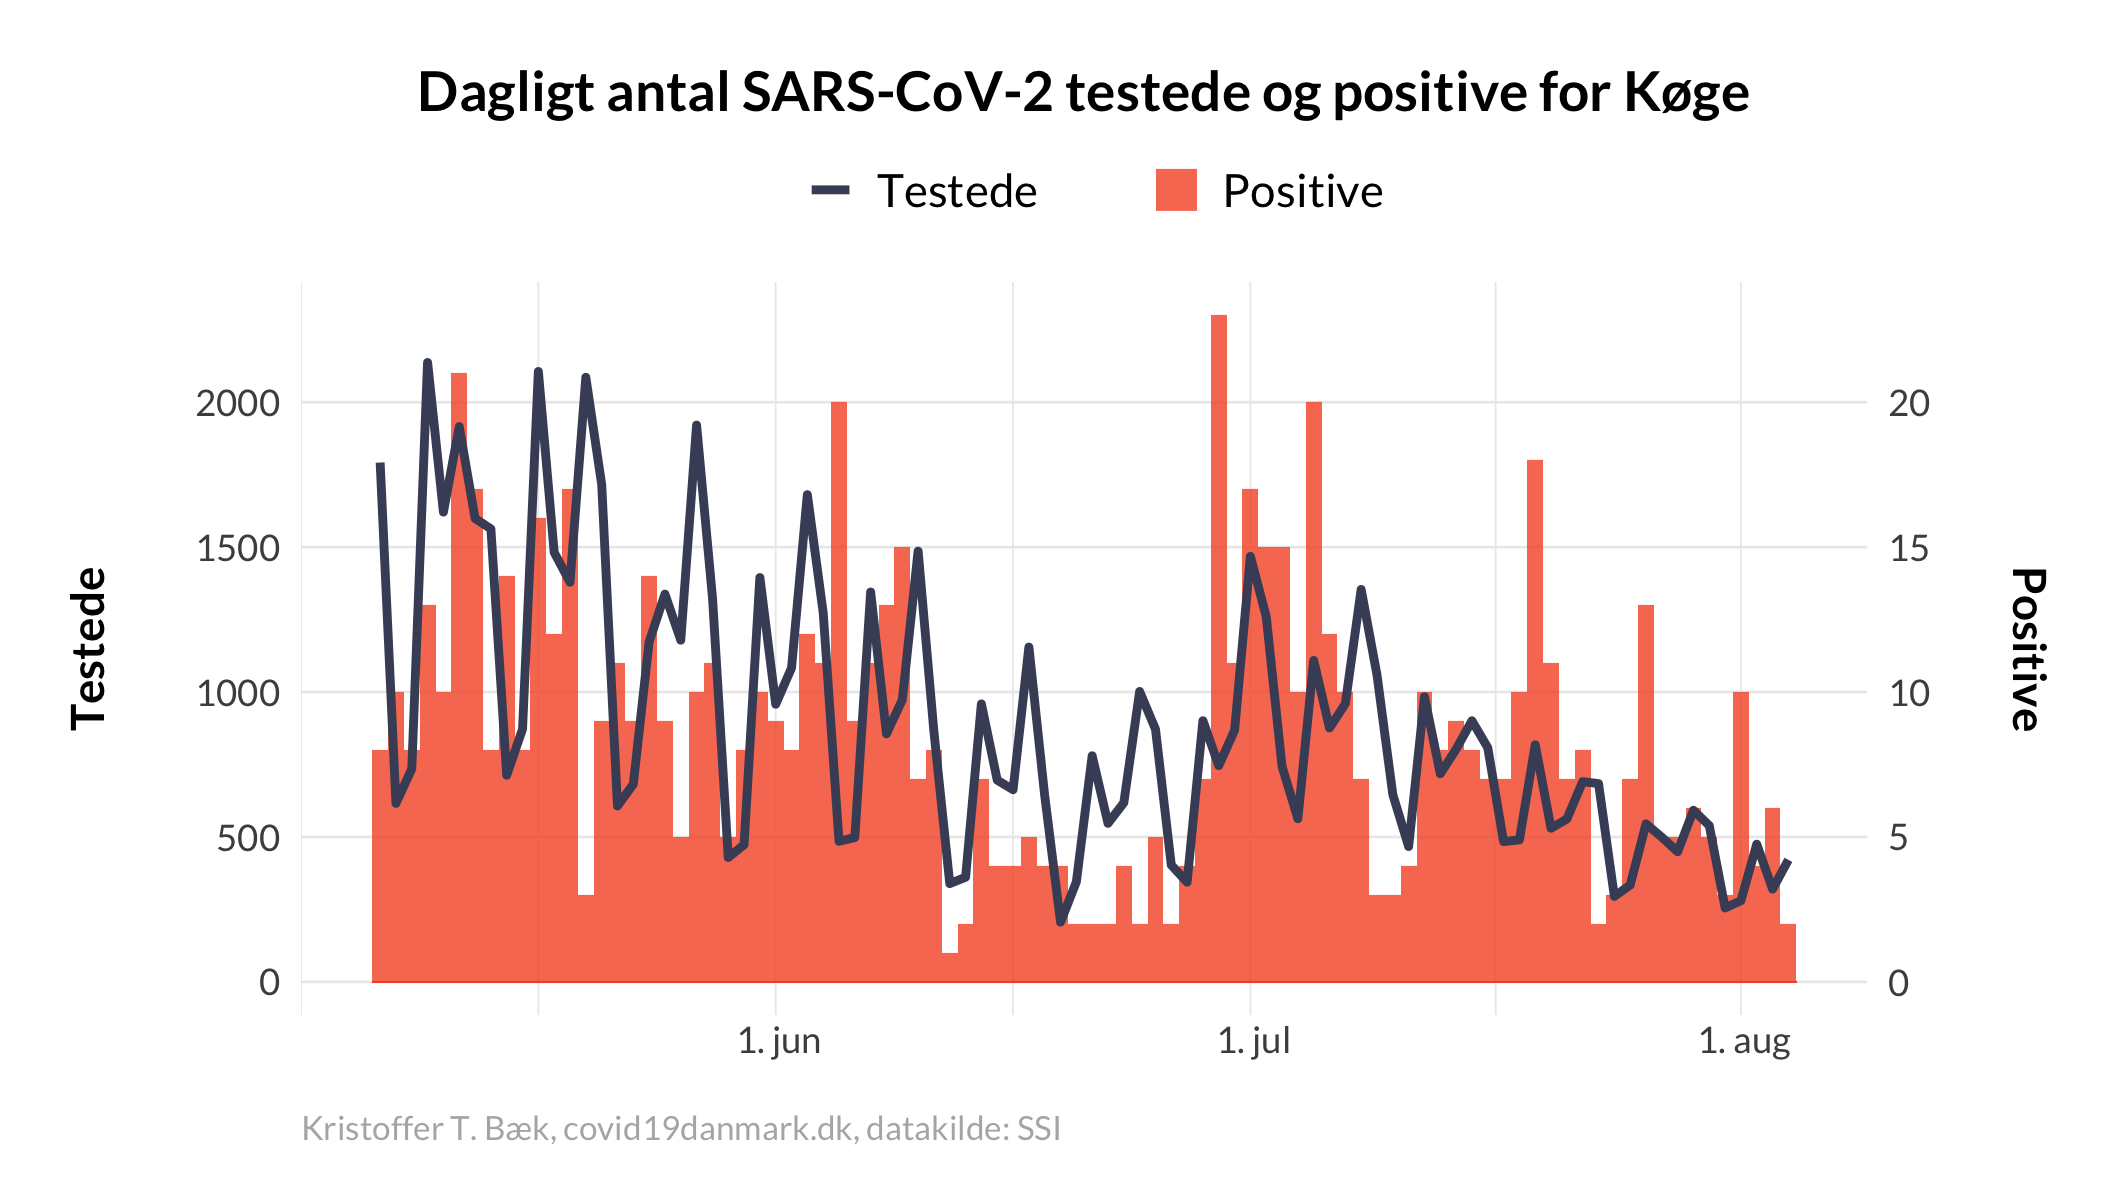 Dagligt antal SARS-CoV-2 testede og positive for Køge
Testede
Positive
Testede
2000
1500
1000
500
0
20
15
10
5
0
Positive
1. jun
1. jul
1. aug
Kristoffer T. Bæk, covid19danmark.dk, datakilde: SSI